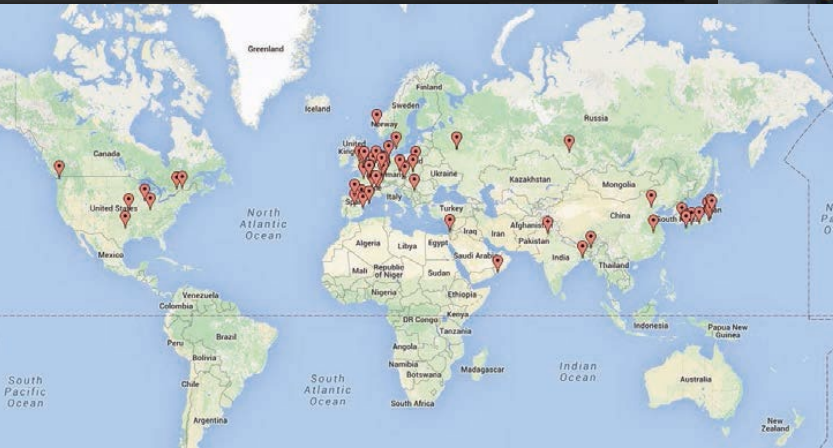 Greenland
Finland
Iceland
Sweden
Norway
Russia
United
Canada
Ukraine
Kazakhstan
Mongolia
Italy
United States
Turkey
China
South
North
Atlantic
Ocean
Iraq
Iran
Afghanistan
Pakistan
Algeria
Libya
Egypt
Mexico
Saudi Arabia
India
Mali
Republic
of Niger
Sudan
Thailand
Nigeria
Ethiopia
Venezuela
Colombia
Kenya
DR Congo
Indonesia
Papua New
Guinea
Tanzania
Brazil
Peru
Angola
Bolivia
Namibia
Botswana
Madagascar
Indian
Ocean
Australia
South
Pacific
Ocean
South
Atlantic
Ocean
Chile
South Africa
Argentina
New
Zealand